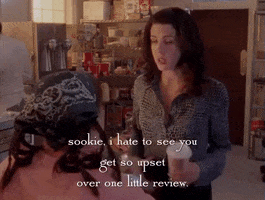 sookie, i hate to see you
get so upset
over one little review.